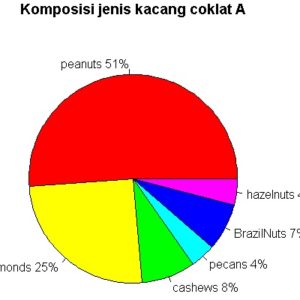 Komposisi jenis kacang coklat A
peanuts 51%
hazelnuts 4
BrazilNuts 7%
pecans 4%
monds 25%
cashews 8%